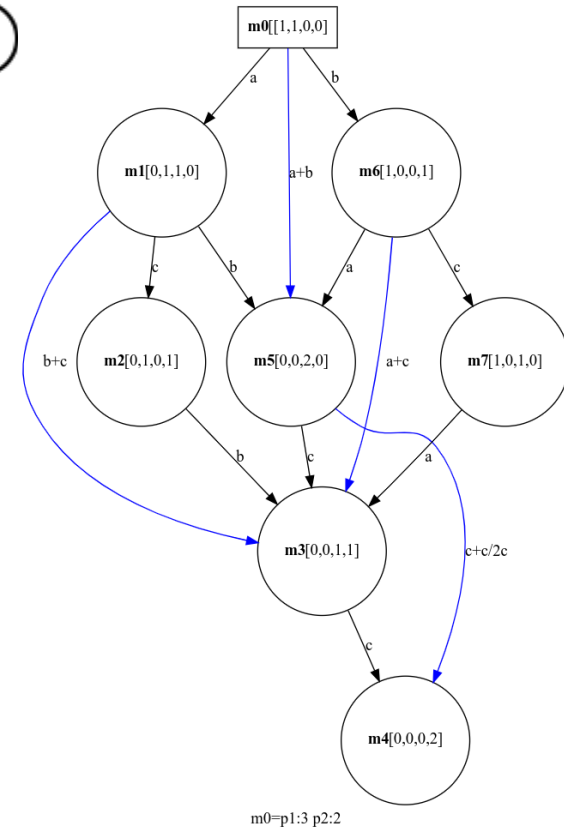 m0[[1,1,0,0]
a
b
m1[0,1,1,0]
a+b
m6[1,0,0,1]
c
b
a
c
b+c
m2[0,1,0,1]
m5[0,0,2,0]
a+c
m7[1,0,1,0]
b
c
a
m3[0,0,1,1]
c+c/2c
c
m4[0,0,0,2]
m0=p1:3 p2:2